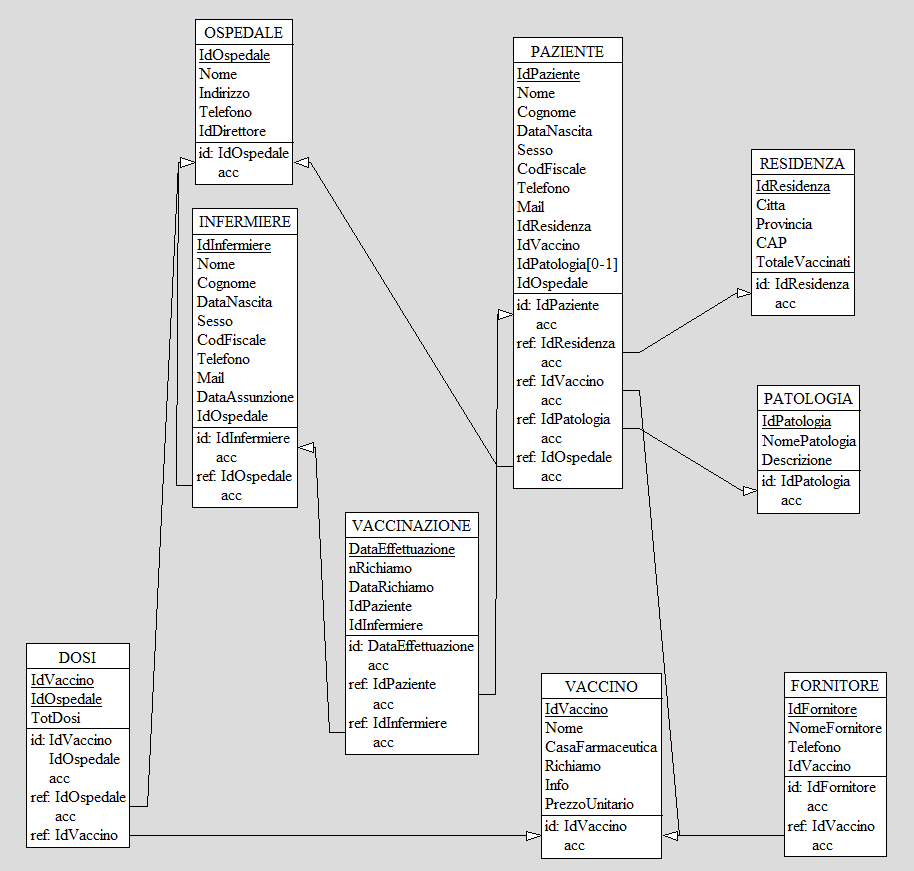 OSPEDALE
IdOspedale
Nome
Indirizzo
Telefono
IdDirettore
id: IdOspedale
acc
INFERMIERE
IdInfermiere
Nome
Cognome
DataNascita
Sesso
CodFiscale
Telefono
Mail
DataAssunzione
IdOspedale
id: IdInfermiere
acc
ref: IdOspedale
acc
PAZIENTE
IdPaziente
Nome
Cognome
DataNascita
Sesso
CodFiscale
Telefono
Mail
IdResidenza
IdVaccino
IdPatologia[0-1]
IdOspedale
id: IdPaziente
acc
ref: IdResidenza
acc
ref: IdVaccino
acc
ref: IdPatologia
acc
ref: IdOspedale
acc
RESIDENZA
IdResidenza
Citta
Provincia
CAP
TotaleVaccinati
id: IdResidenza
acc
PATOLOGIA
IdPatologia
NomePatologia
Descrizione
id: IdPatologia
acc
VACCINAZIONE
DataEffettuazione
nRichiamo
DataRichiamo
IdPaziente
IdInfermiere
id: DataEffettuazione
acc
ref: IdPaziente
acc
ref: IdInfermiere
acc
DOSI
IdVaccino
IdOspedale
TotDosi
id: IdVaccino
IdOspedale
acc
ref: IdOspedale
acc
ref: IdVaccino
VACCINO
IdVaccino
Nome
CasaFarmaceutica
Richiamo
Info
PrezzoUnitario
id: IdVaccino
acc
FORNITORE
IdFornitore
NomeFornitore
Telefono
IdVaccino
id: IdFornitore
acc
ref: IdVaccino
acc